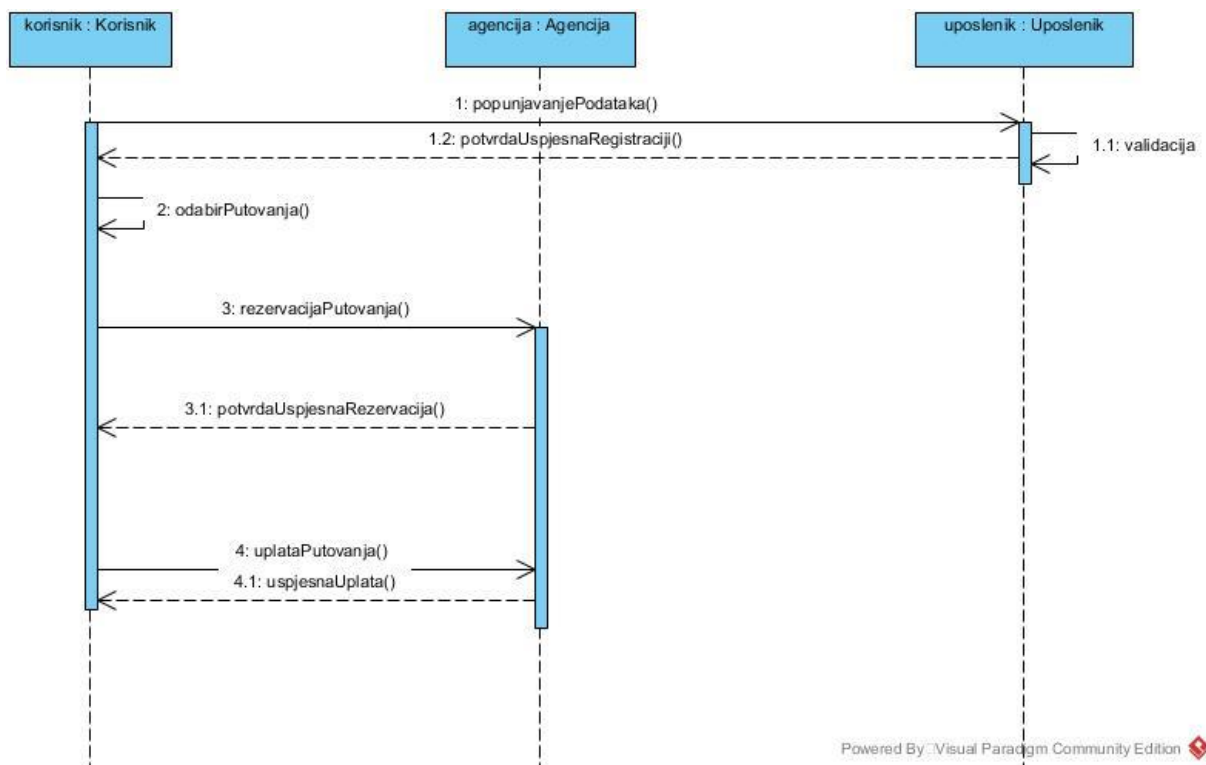 korisnik : Korisnik
agencija : Agencija
uposlenik : Uposlenik
1: popunjavanjePodataka()
1.2: potvrdaUspjesnaRegistraciji()
1.1: validacija
2: odabirPutovanja()
3: rezervacijaPutovanja()
3.1: potvrdaUspjesnaRezervacija()
4: uplataPutovanja()
4.1: uspjesnaUplata()
Powered By Visual Paradigm Community Edition